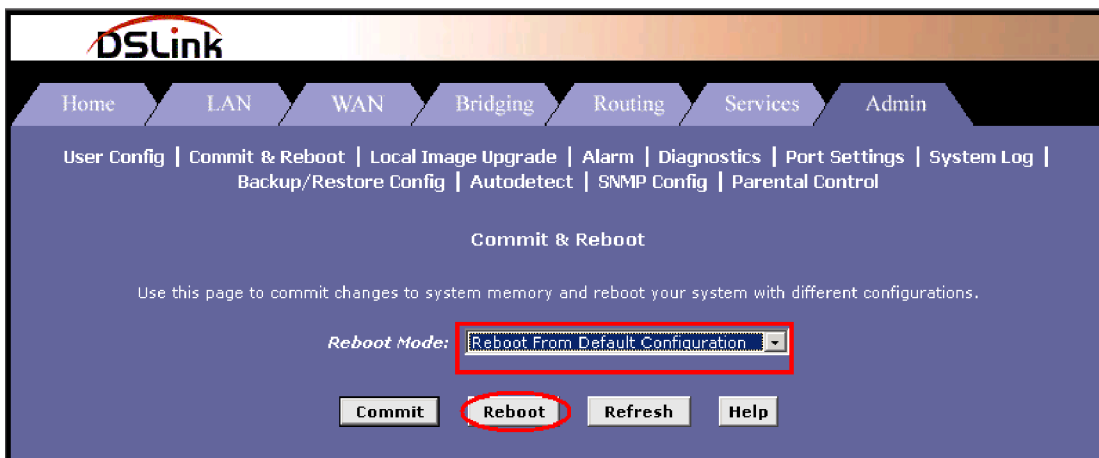 DSLink
Home LAN WAN Bridging Routing Services Admin
User Config | Commit & Reboot | Local Image Upgrade | Alarm | Diagnostics | Port Settings | System Log |
Backup/Restore Config | Autodetect | SNMP Config | Parental Control
Commit & Reboot
Use this page to commit changes to system memory and reboot your system with different configurations.
Reboot Mode: Reboot From Default Configuration
Commit Reboot Refresh Help